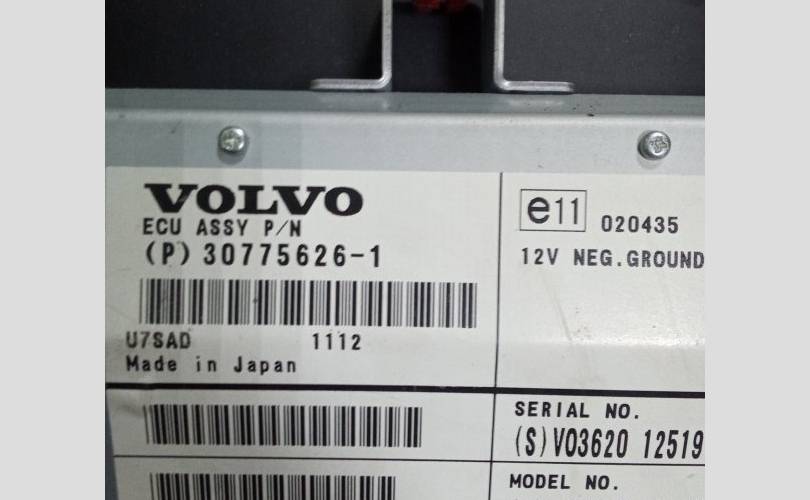 VOLVO
ECU ASSY P/N
(P) 30775626-1
U7SAD 1112
Made in Japan
e11 020435
12V NEG.GROUND
SERIAL NO.
(S)VO3620 12519
MODEL NO.